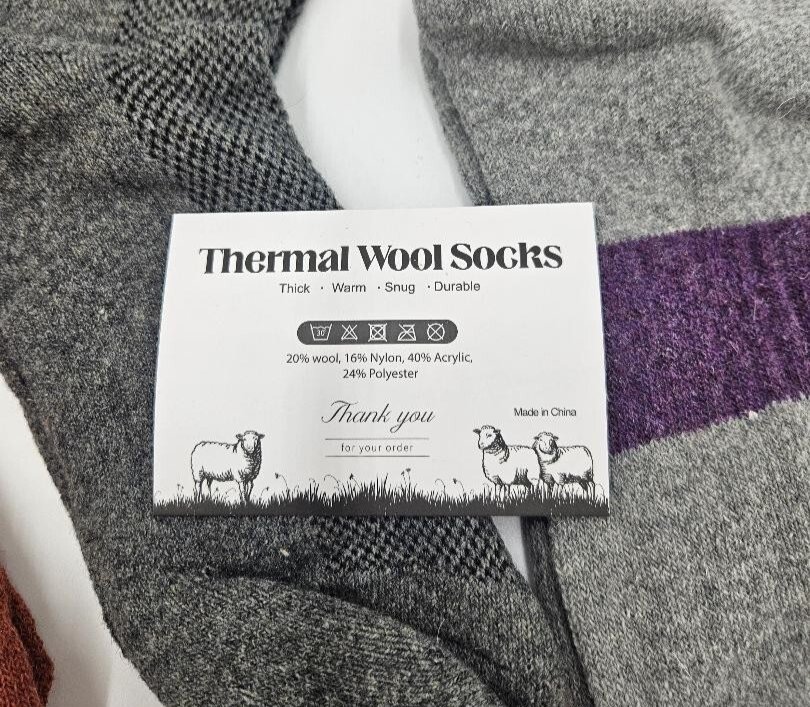 Thermal Wool Socks
Thick · Warm · Snug · Durable
30
20% wool, 16% Nylon, 40% Acrylic,
24% Polyester
Thank you
Made in China
for your order